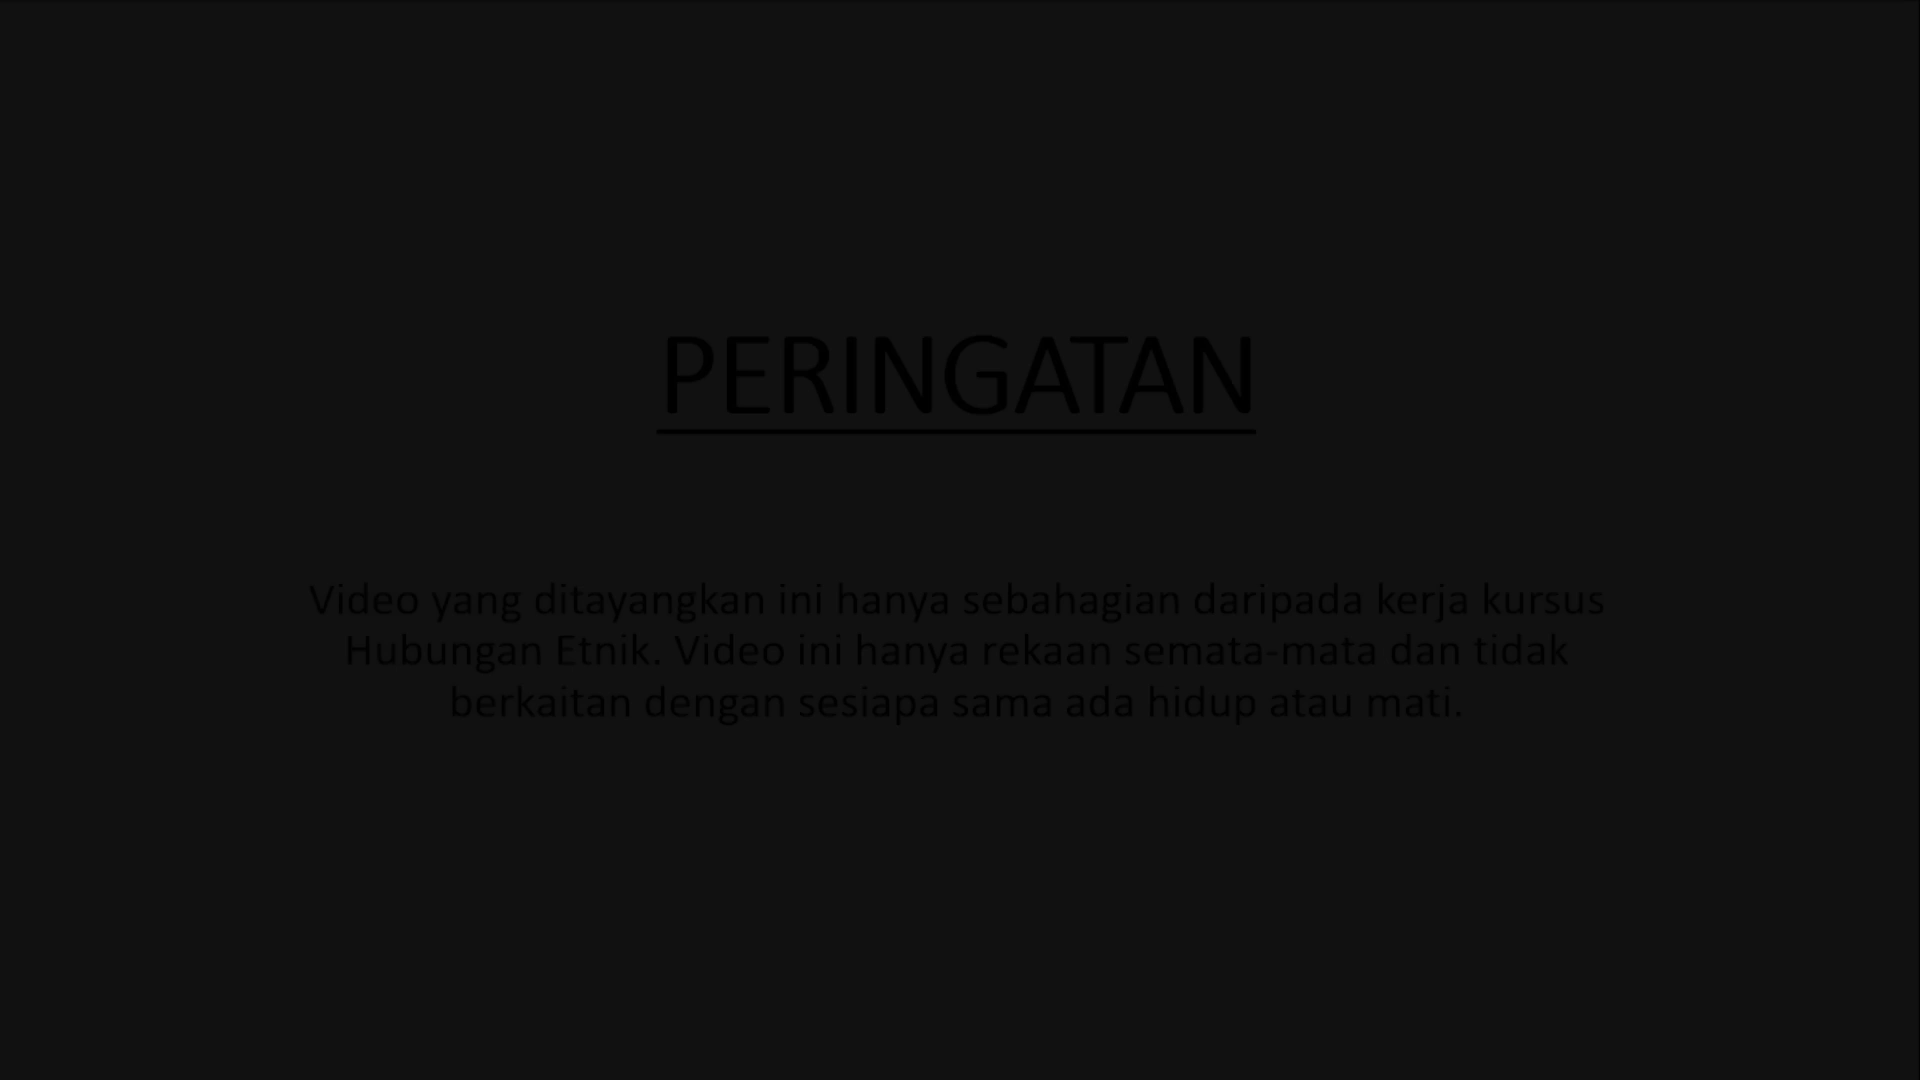 PERINGATAN
Video yang ditayangkan ini hanya sebahagian daripada kerja kursus
Hubungan Etnik. Video ini hanya rekaan semata-mata dan tidak
berkaitan dengan sesiapa sama ada hidup atau mati.